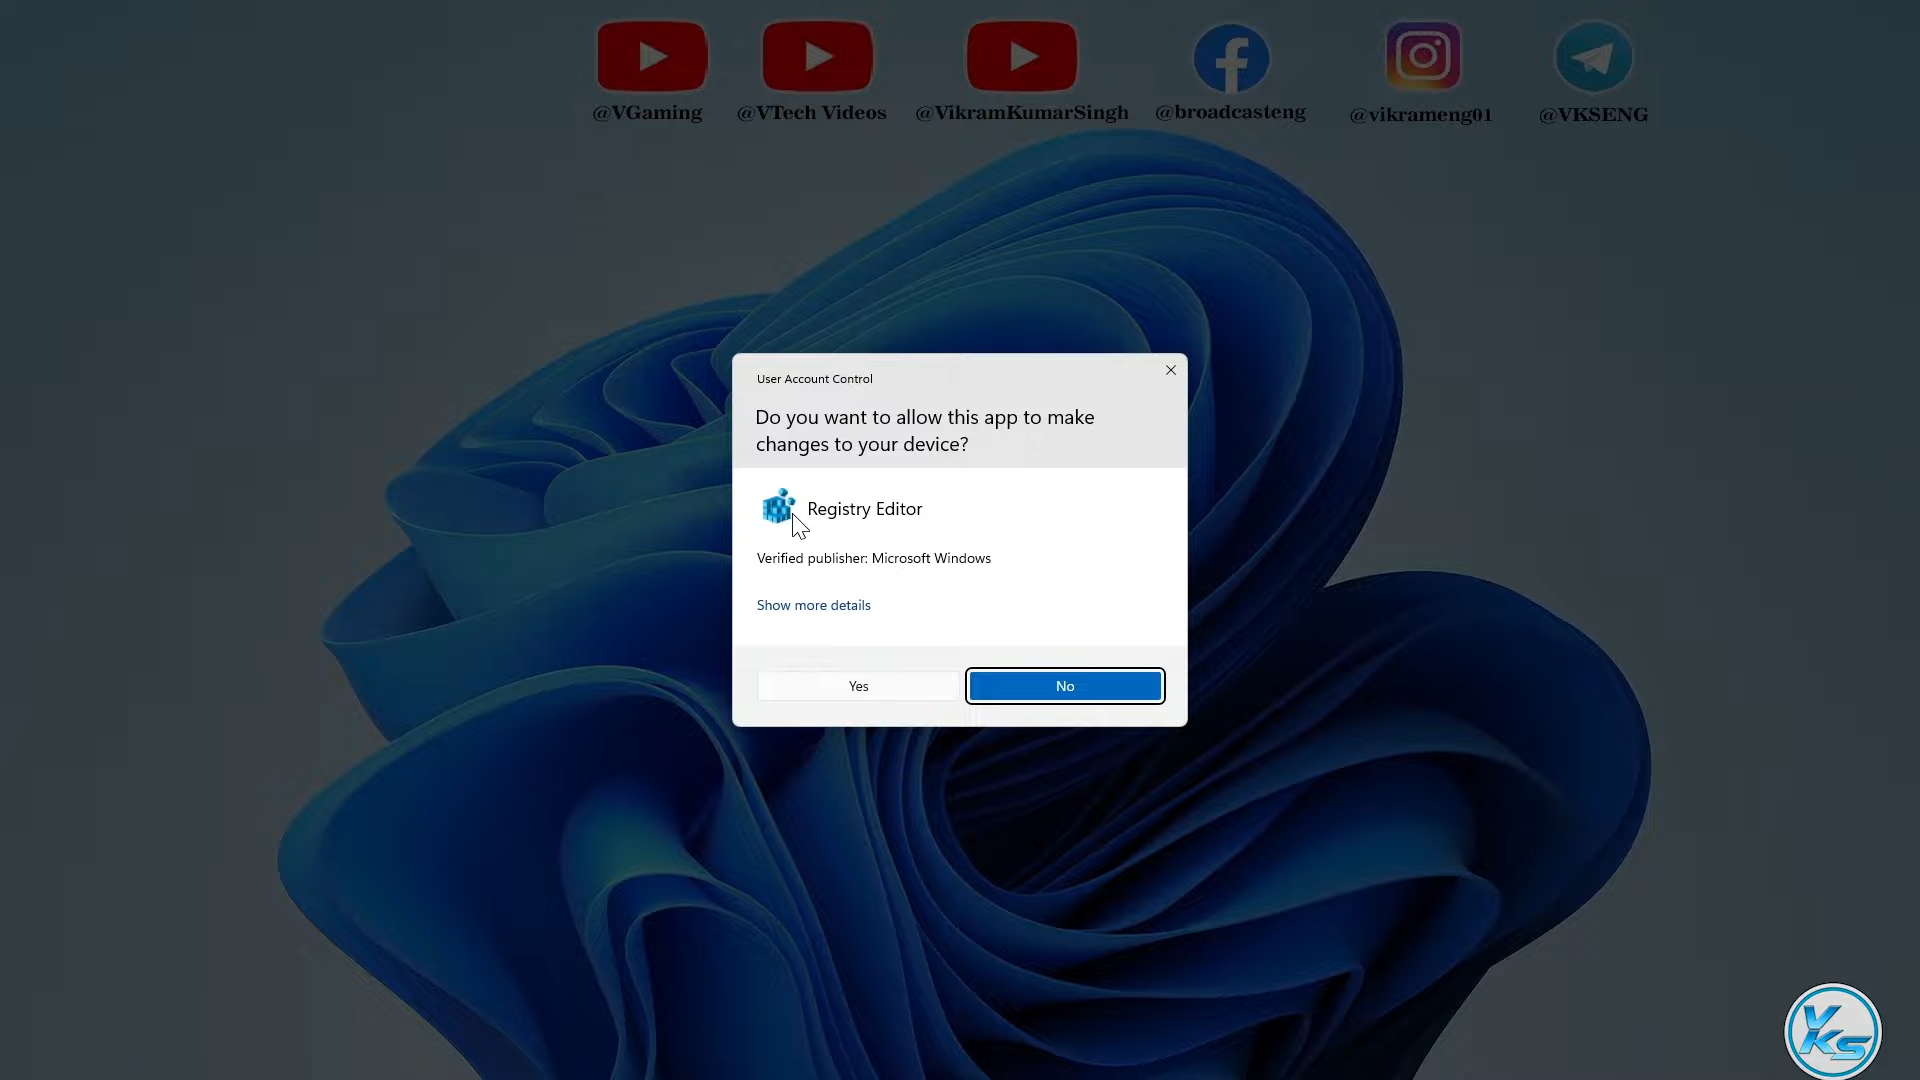 @VGaming @VTech Videos @VikramKumarSingh @broadcasteng @vikrameng01 @VKSENG
User Account Control
Do you want to allow this app to make
changes to your device?
Registry Editor
Verified publisher: Microsoft Windows
Show more details
Yes No
VKS